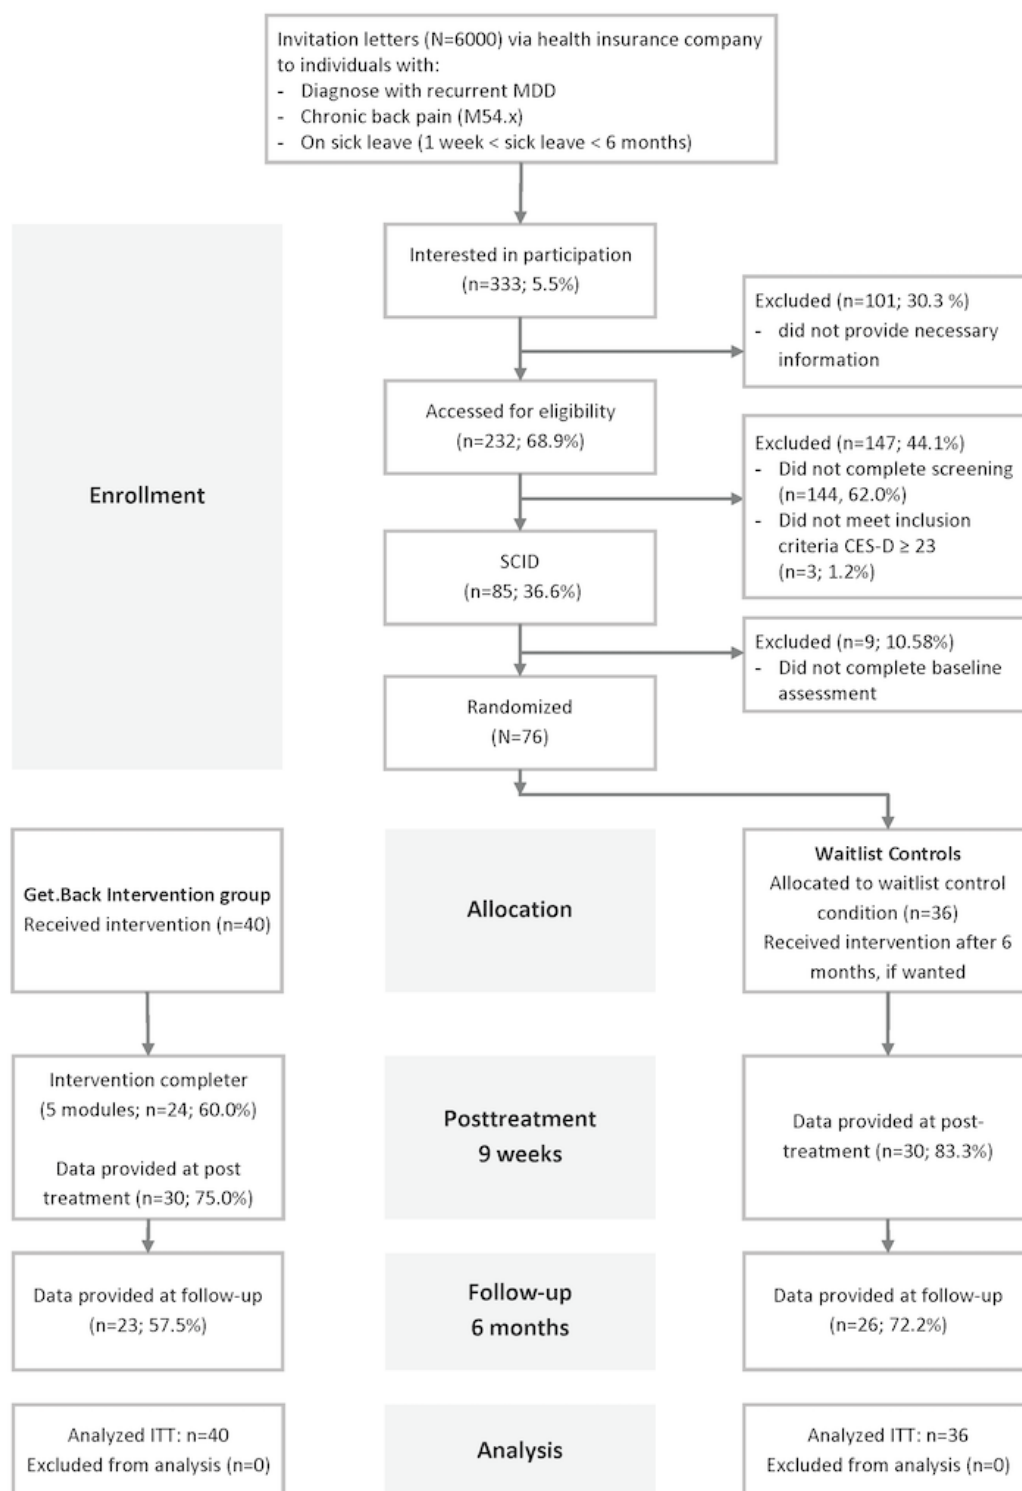 Invitation letters (N=6000) via health insurance company
to individuals with:
- Diagnose with recurrent MDD
- Chronic back pain (M54.x)
- On sick leave (1 week < sick leave < 6 months)
Interested in participation
(n=333; 5.5%)
Excluded (n=101; 30.3 %)
- did not provide necessary
information
Accessed for eligibility
(n=232; 68.9%)
Excluded (n=147; 44.1%)
- Did not complete screening
(n=144, 62.0%)
- Did not meet inclusion
criteria CES-D ≥ 23
(n=3; 1.2%)
Enrollment
SCID
(n=85; 36.6%)
Excluded (n=9; 10.58%)
- Did not complete baseline
assessment
Randomized
(N=76)
Get.Back Intervention group
Received intervention (n=40)
Allocation
Waitlist Controls
Allocated to waitlist control
condition (n=36)
Received intervention after 6
months, if wanted
Intervention completer
(5 modules; n=24; 60.0%)
Data provided at post
treatment (n=30; 75.0%)
Posttreatment
9 weeks
Data provided at post-
treatment (n=30; 83.3%)
Data provided at follow-up
(n=23; 57.5%)
Follow-up
6 months
Data provided at follow-up
(n=26; 72.2%)
Analyzed ITT: n=40
Excluded from analysis (n=0)
Analysis
Analyzed ITT: n=36
Excluded from analysis (n=0)